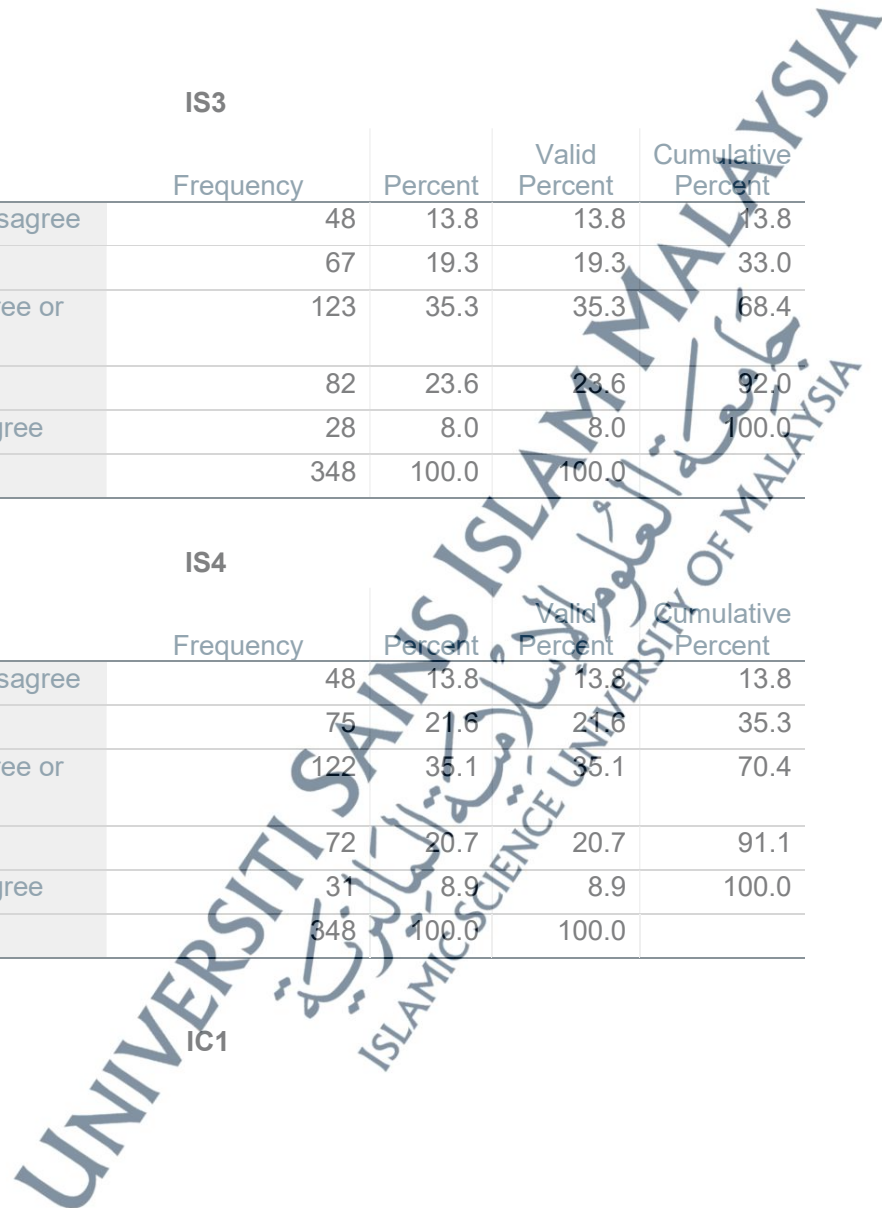 IS3
Valid Cumulative
Frequency Percent Percent Percent
sagree 48 13.8 13.8 13.8
67 19.3 19.3 33.0
ee or 123 35.3 35.3 68.4
82 23.6 23.6 92.0
gree 28 8.0 8.0 100.0
348 100.0 100.0
IS4
Valid Cumulative
Frequency Percent Percent Percent
sagree 48 13.8 13.8 13.8
75 21.6 21.6 35.3
ee or 122 35.1 35.1 70.4
72 20.7 20.7 91.1
gree 31 8.9 8.9 100.0
348 100.0 100.0
IC1
UNIVERSITI SAINS ISLAM MALAYSIA
جامعة العلوم الإسلامية الماليزية
ISLAMIC SCIENCE UNIVERSITY OF MALAYSIA